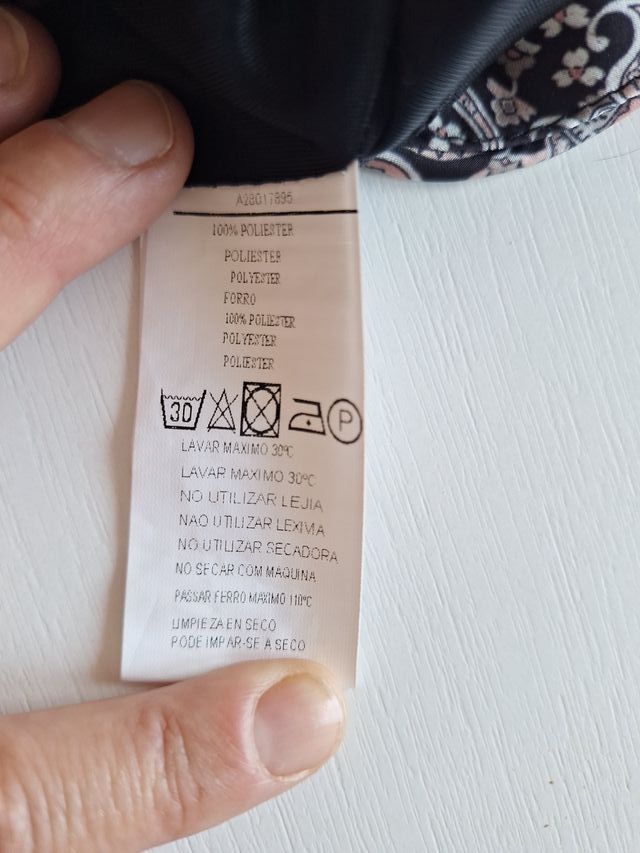 A28017895
100% POLIESTER
POLIESTER
POLYESTER
FORRO
100% POLIESTER
POLYESTER
POLIESTER
30 P
LAVAR MAXIMO 30ºC
LAVAR MAXIMO 30ºC
NO UTILIZAR LEJIA
NAO UTILIZAR LEXIVIA
NO UTILIZAR SECADORA
NO SECAR COM MAQUINA
PASSAR FERRO MAXIMO 110ºC
LIMPIEZA EN SECO
PODE IMPAR-SE A SECO